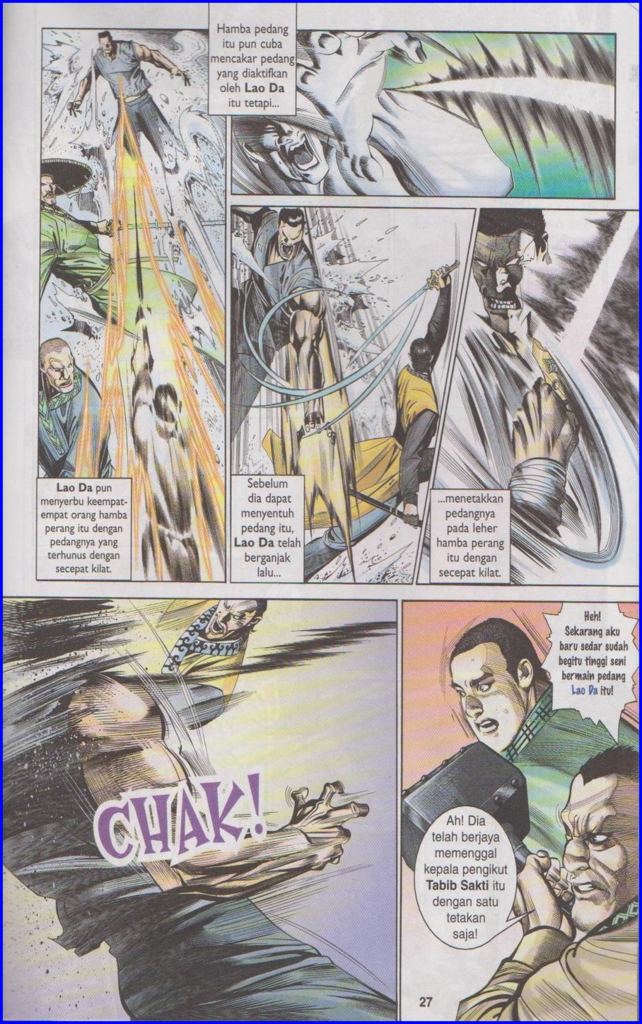 Hamba pedang
itu pun cuba
mencakar pedang
yang diaktifkan
oleh Lao Da
itu tetapi...
Lao Da pun
menyerbu keempat-
empat orang hamba
perang itu dengan
pedangnya yang
terhunus dengan
secepat kilat.
Sebelum
dia dapat
menyentuh
pedang itu,
Lao Da telah
berganjak
lalu...
...menetakkan
pedangnya
pada leher
hamba perang
itu dengan
secepat kilat.
CHAK!
Heh!
Sekarang aku
baru sedar sudah
begitu tinggi seni
bermain pedang
Lao Da itu!
Ah! Dia
telah berjaya
memenggal
kepala pengikut
Tabib Sakti itu
dengan satu
tetakan
saja!
27